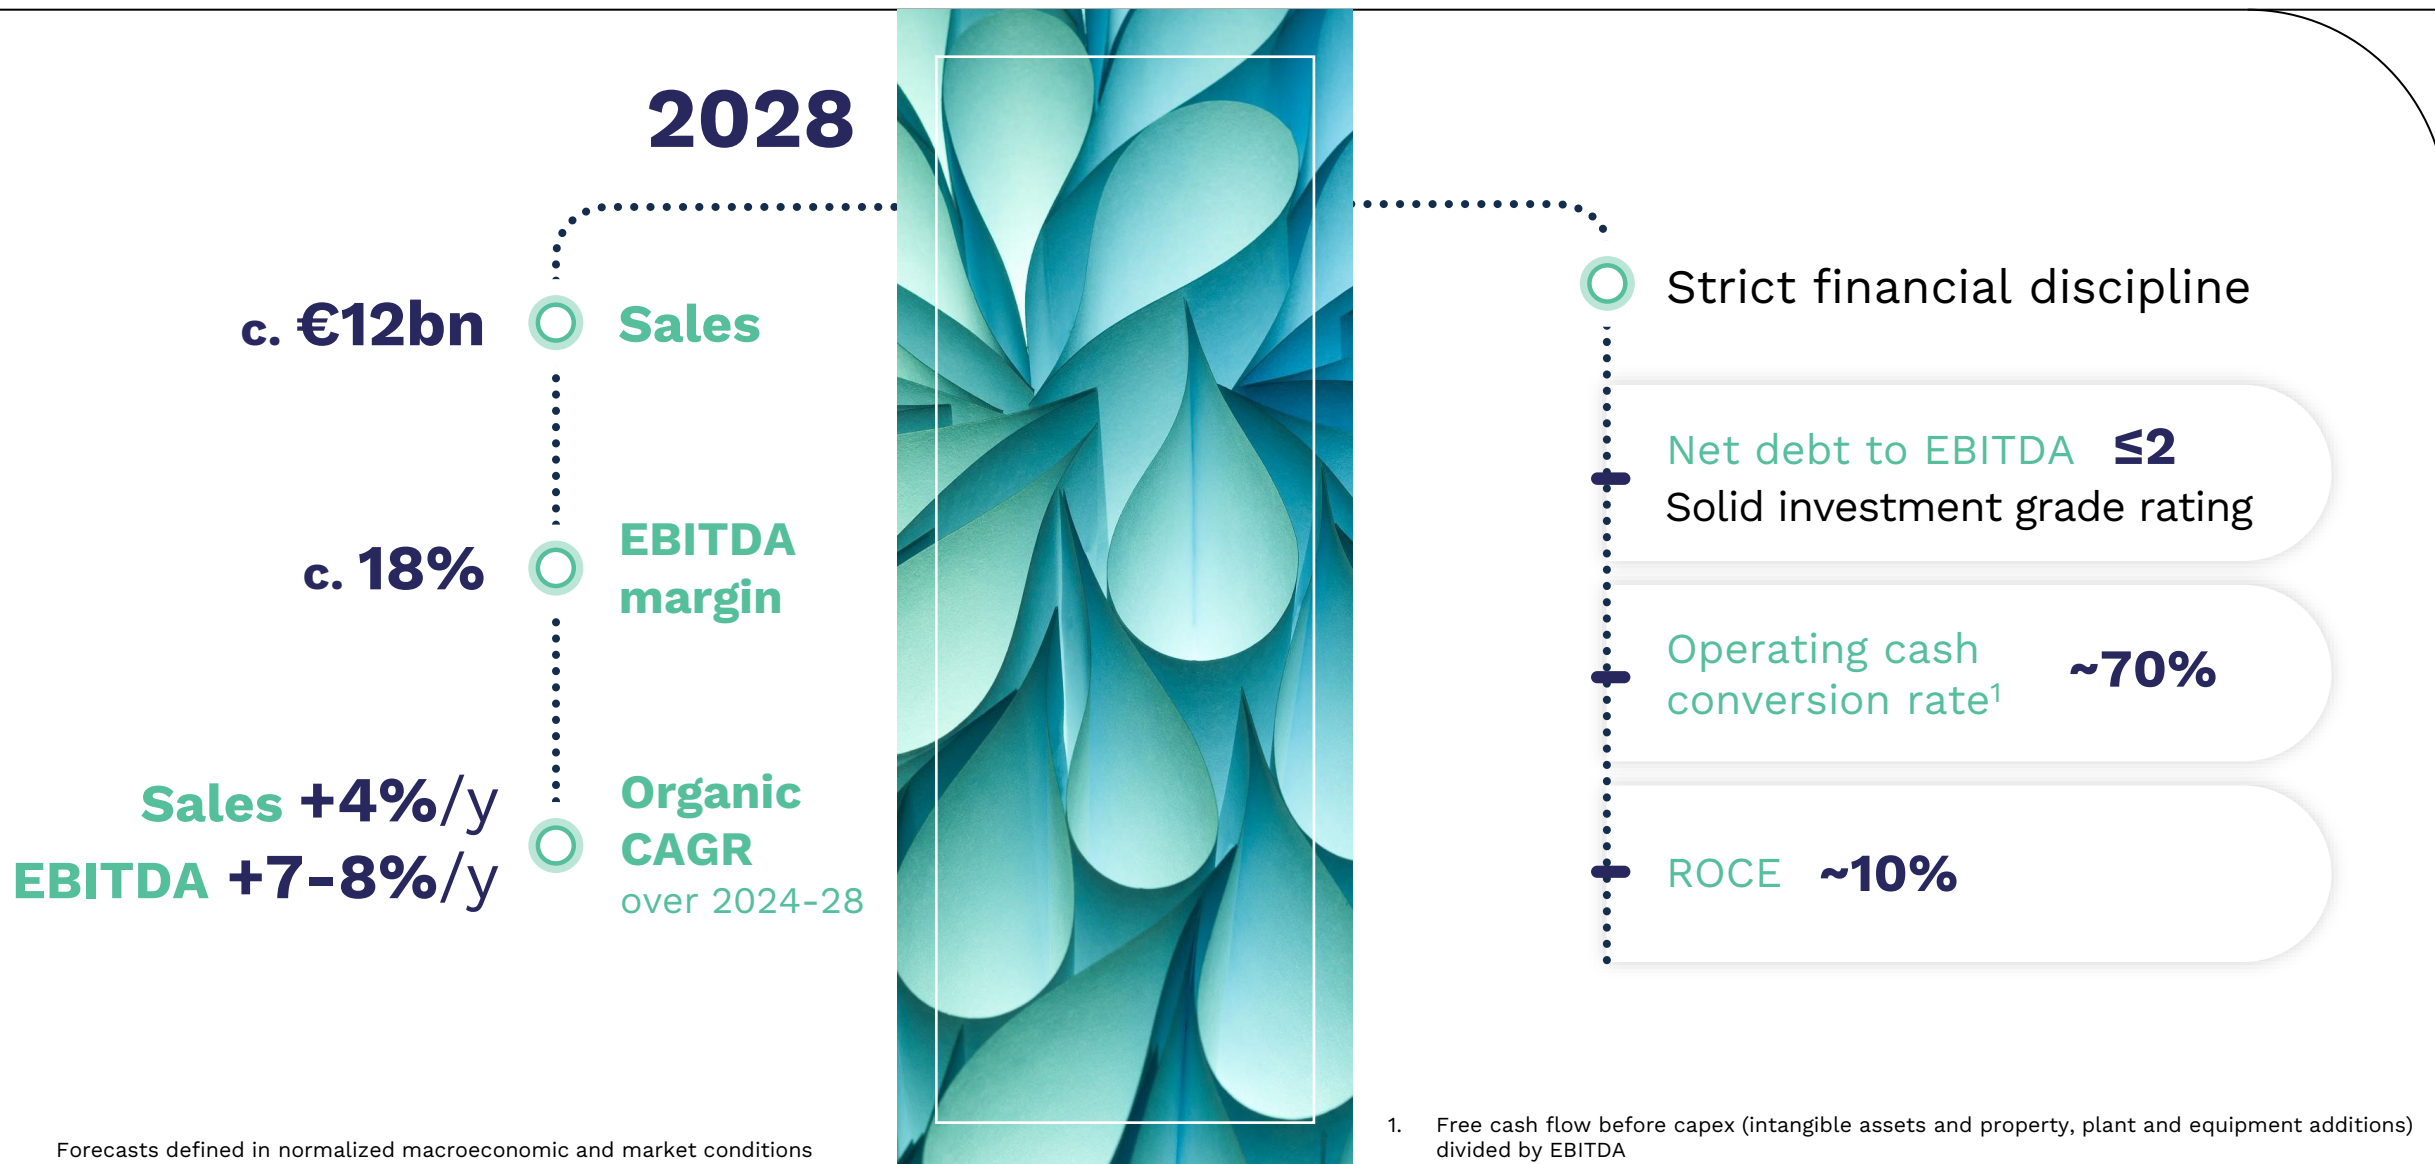 2028
c. €12bn Sales
c. 18% EBITDA
margin
Sales +4%/y
EBITDA +7-8%/y
Organic
CAGR
over 2024-28
Forecasts defined in normalized macroeconomic and market conditions
Strict financial discipline
Net debt to EBITDA ≤2
Solid investment grade rating
Operating cash
conversion rate¹ ~70%
ROCE ~10%
1. Free cash flow before capex (intangible assets and property, plant and equipment additions)
divided by EBITDA